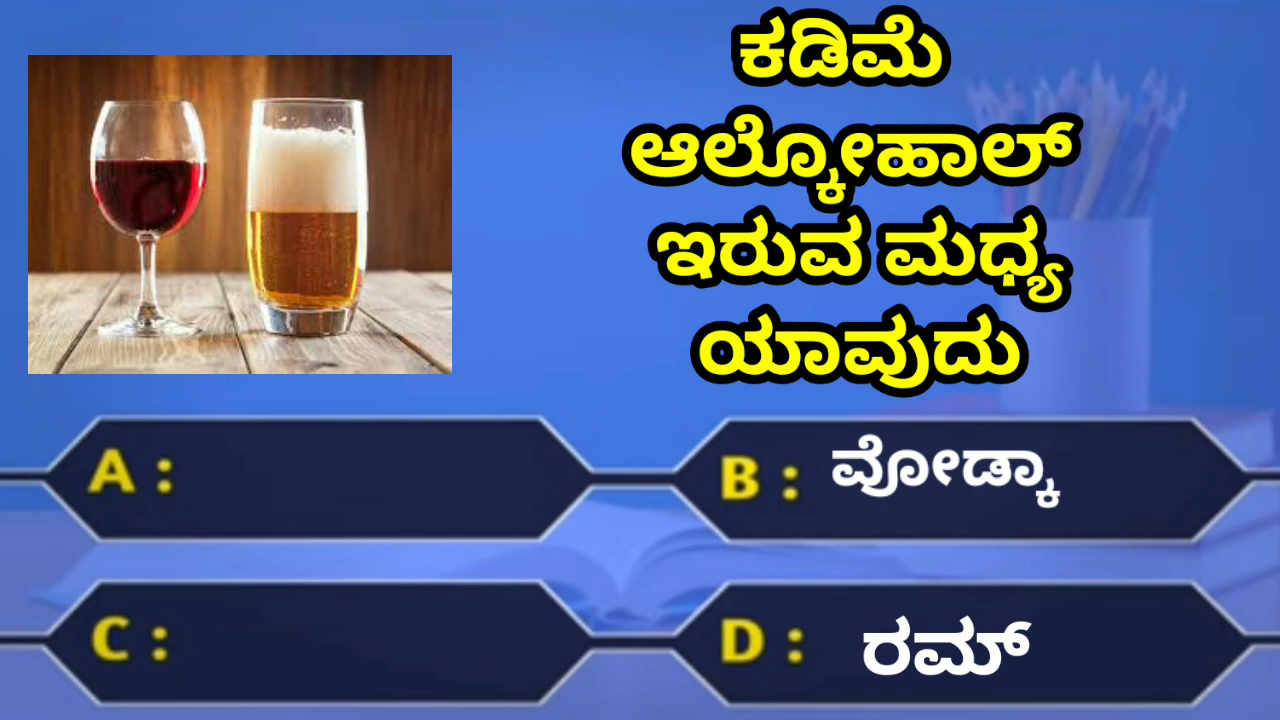 ಕಡಿಮೆ
ಆಲ್ಕೋಹಾಲ್
ಇರುವ ಮಧ್ಯ
ಯಾವುದು
A :
B : ವೋಡ್ಕಾ
C :
D : ರಮ್